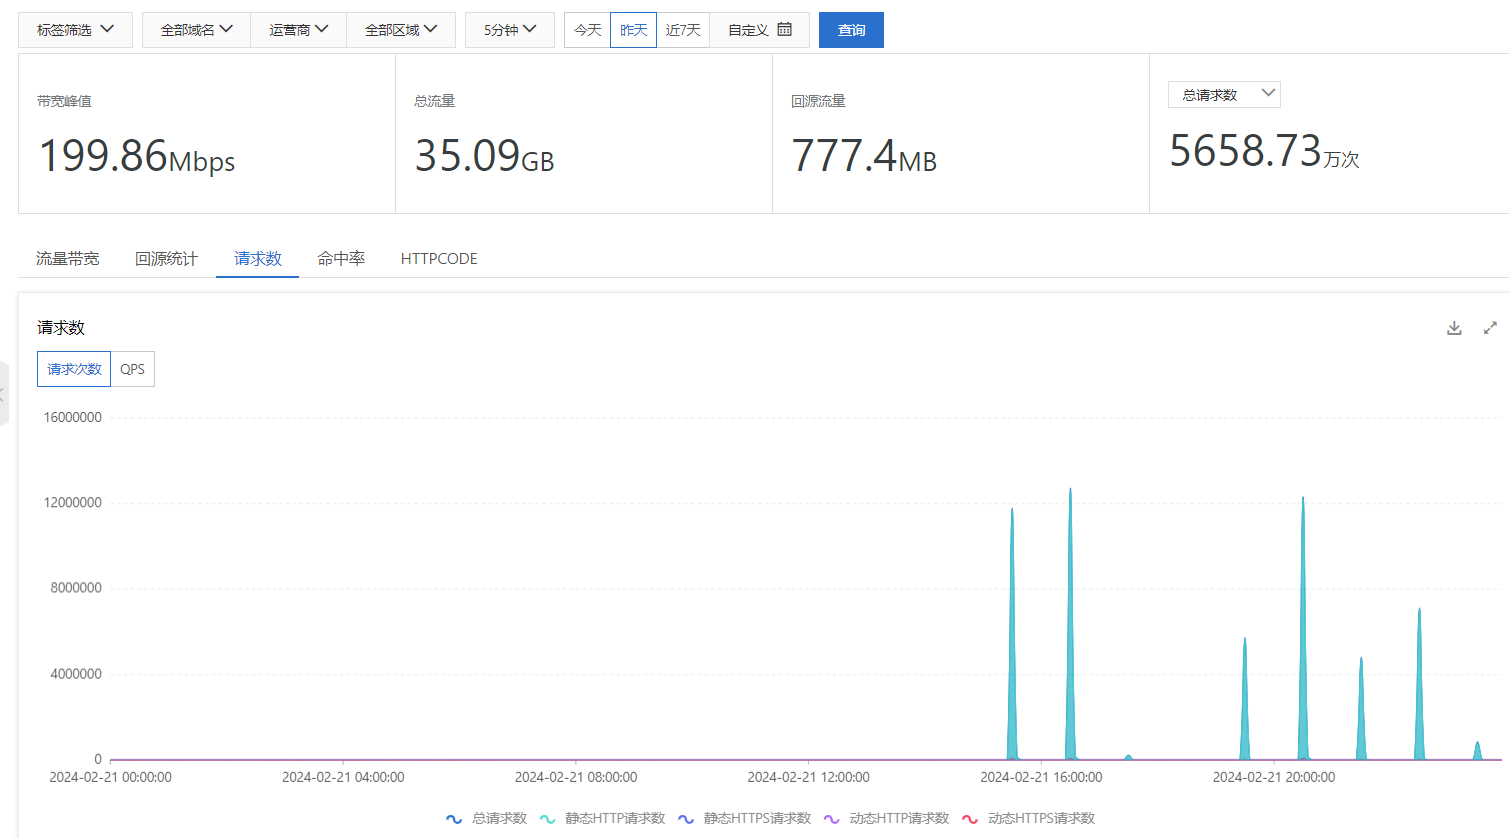 标签筛选 全部域名 运营商 全部区域 5分钟 今天 昨天 近7天 自定义 查询
带宽峰值 总流量 回源流量 总请求数
199.86Mbps 35.09GB 777.4MB 5658.73万次
流量带宽 回源统计 请求数 命中率 HTTPCODE
请求数
请求次数 QPS
16000000
12000000
8000000
4000000
0
2024-02-21 00:00:00 2024-02-21 04:00:00 2024-02-21 08:00:00 2024-02-21 12:00:00 2024-02-21 16:00:00 2024-02-21 20:00:00
总请求数 静态HTTP请求数 静态HTTPS请求数 动态HTTP请求数 动态HTTPS请求数